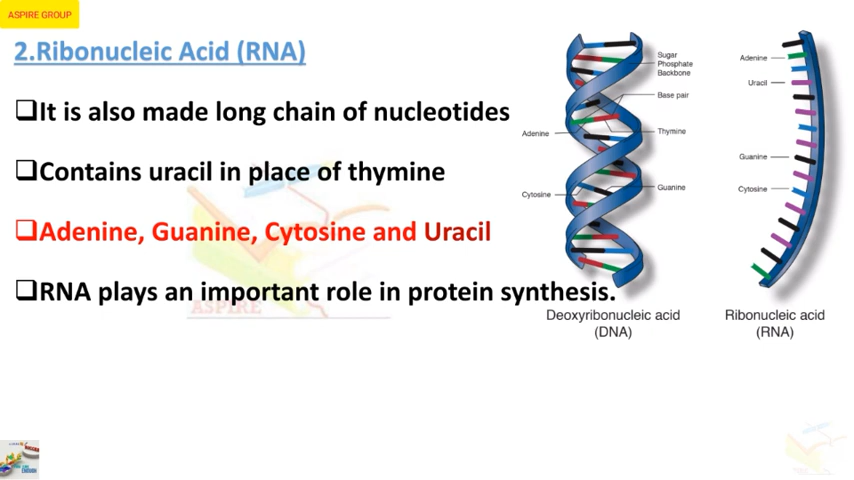 ASPIRE GROUP
2.Ribonucleic Acid (RNA)
❑It is also made long chain of nucleotides
❑Contains uracil in place of thymine
❑Adenine, Guanine, Cytosine and Uracil
❑RNA plays an important role in protein synthesis.
ASPIRE
Sugar
Phosphate
Backbone
Base pair
Adenine
Thymine
Cytosine
Guanine
Deoxyribonucleic acid
(DNA)
Adenine
Uracil
Guanine
Cytosine
Ribonucleic acid
(RNA)